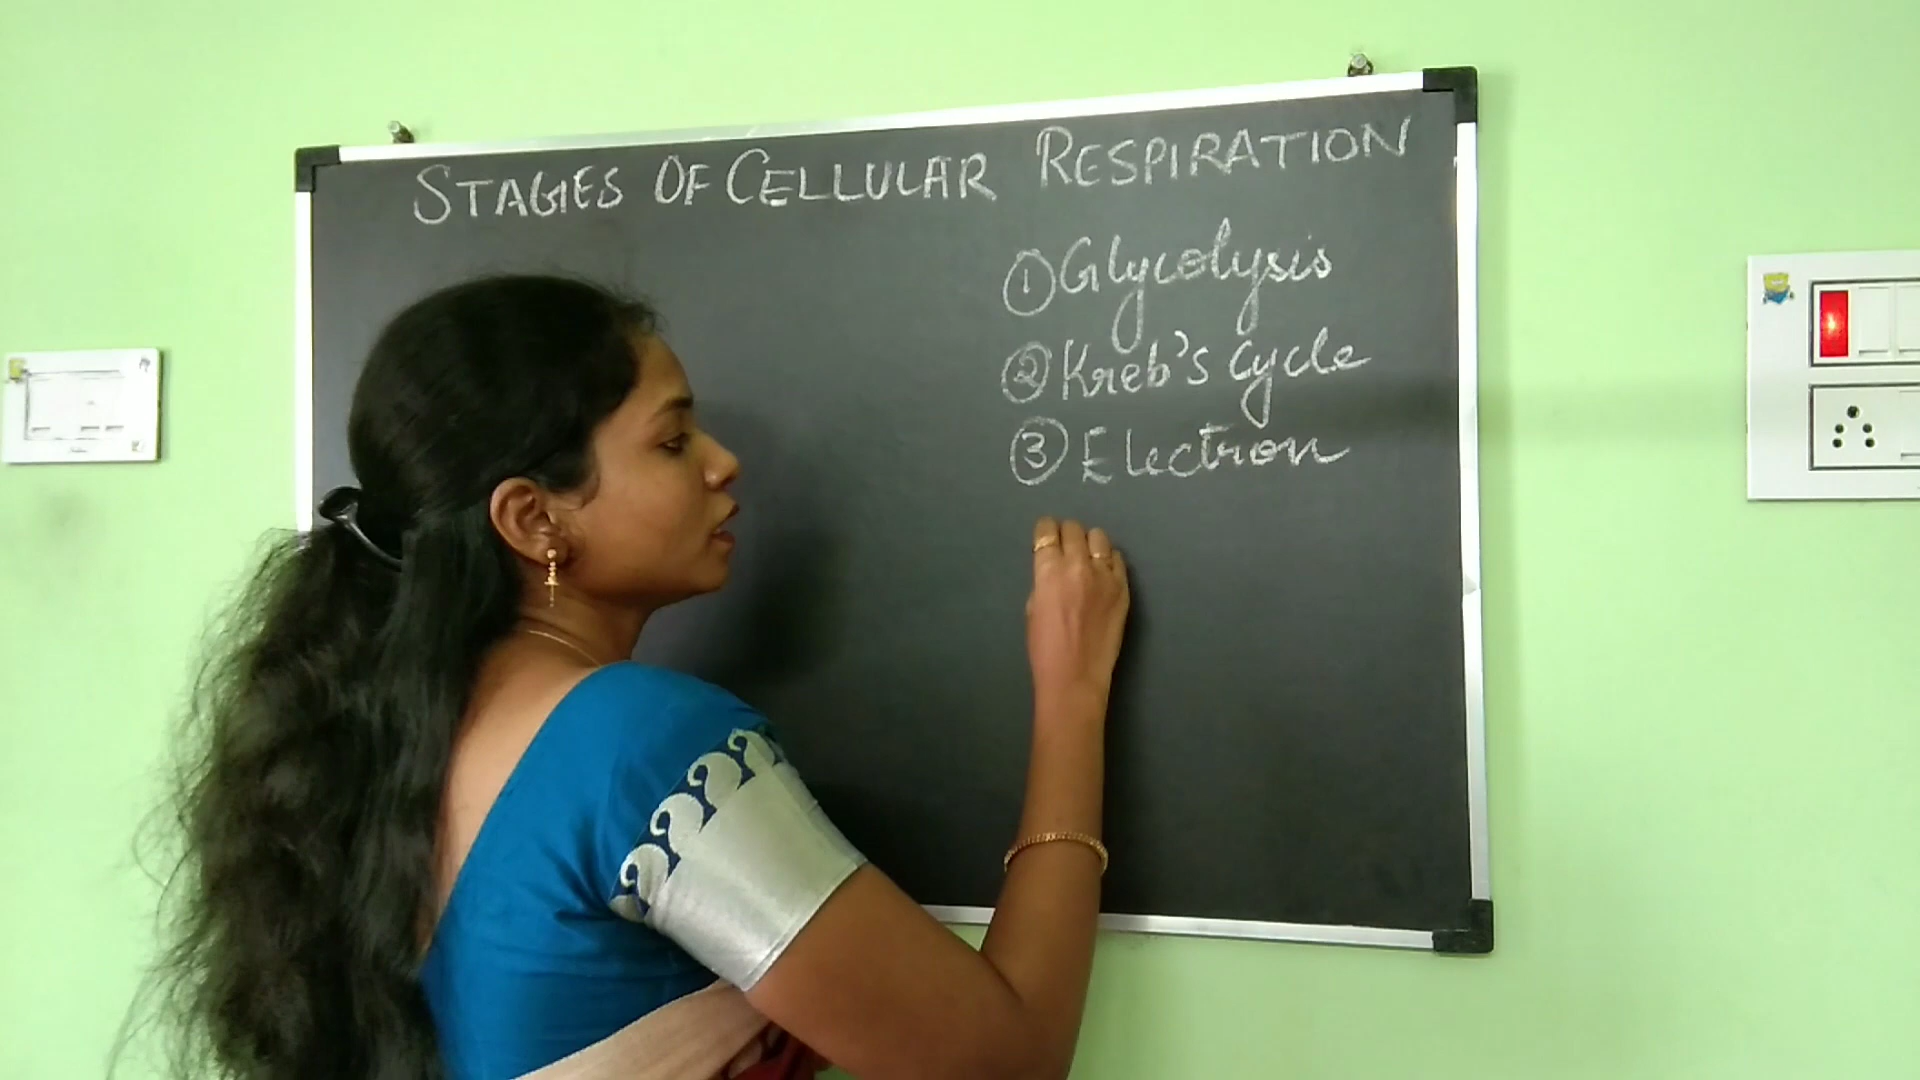 STAGES OF CELLULAR RESPIRATION
① Glycolysis
② Kreb's Cycle
③ Electron